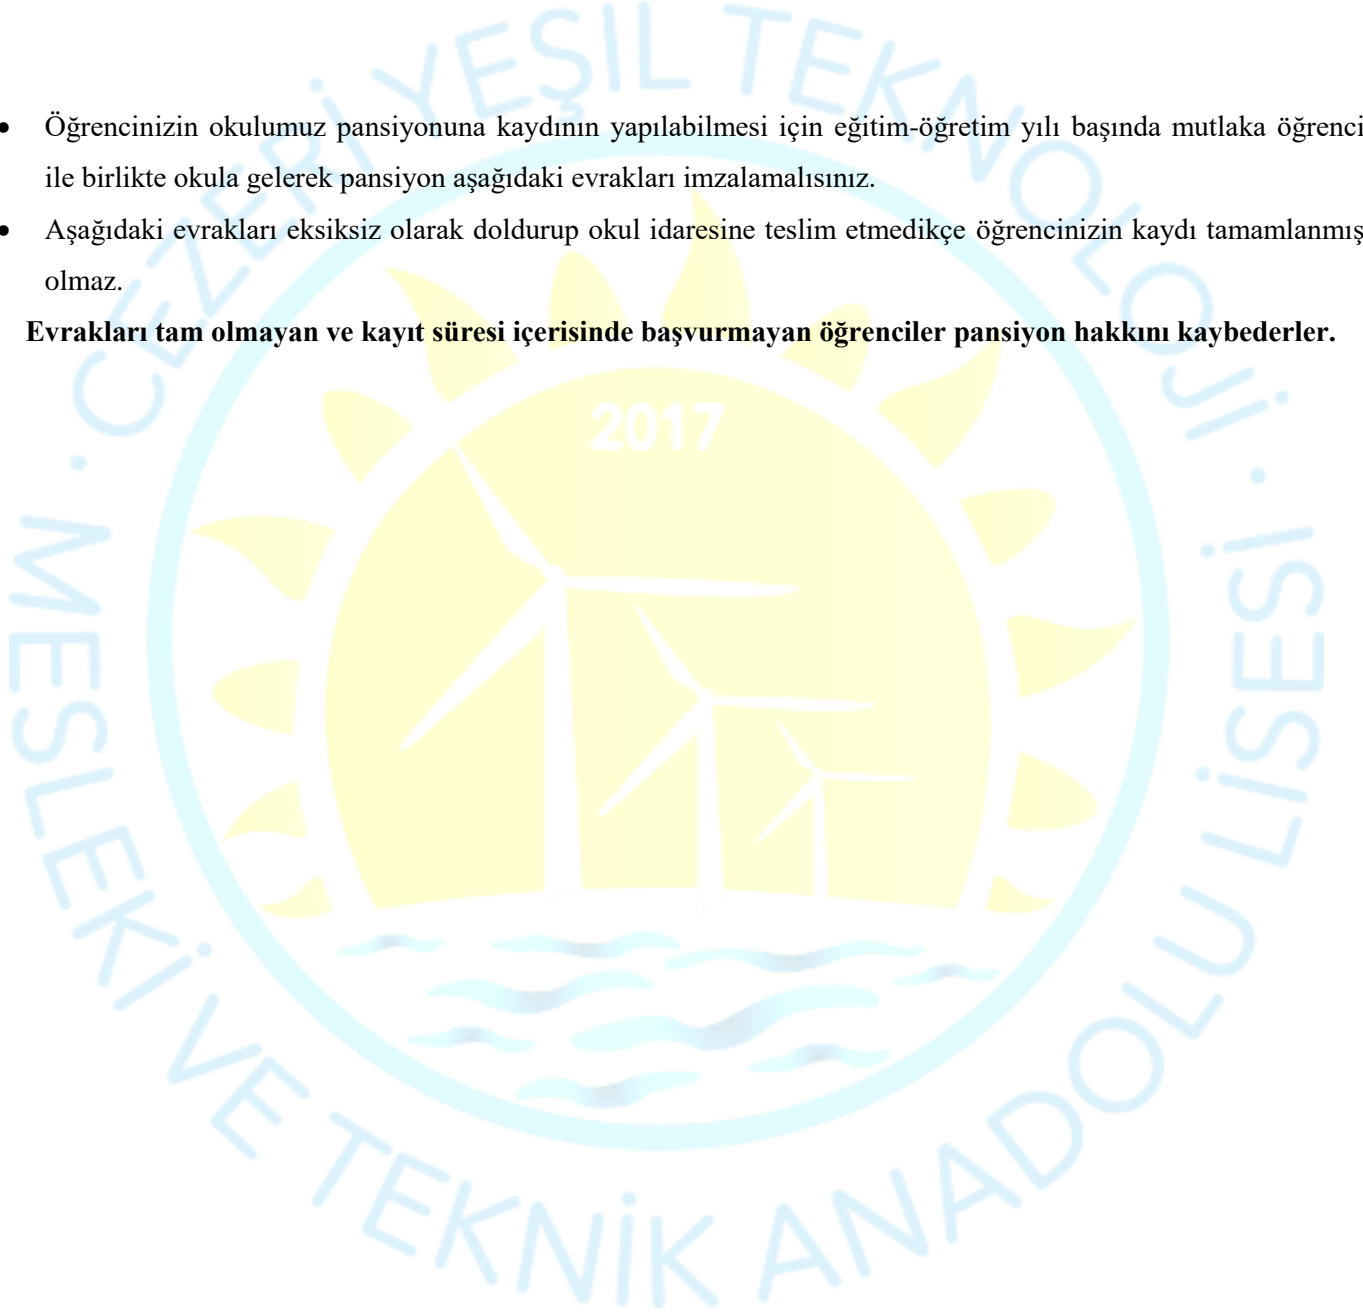 • Öğrencinizin okulumuz pansiyonuna kaydının yapılabilmesi için eğitim-öğretim yılı başında mutlaka öğrenci
ile birlikte okula gelerek pansiyon aşağıdaki evrakları imzalamalısınız.
• Aşağıdaki evrakları eksiksiz olarak doldurup okul idaresine teslim etmedikçe öğrencinizin kaydı tamamlanmış
olmaz.
Evrakları tam olmayan ve kayıt süresi içerisinde başvurmayan öğrenciler pansiyon hakkını kaybederler.
· CEZERİ YEŞİL TEKNOLOJİ ·
2017
MESLEKİ VE TEKNİK ANADOLU LİSESİ